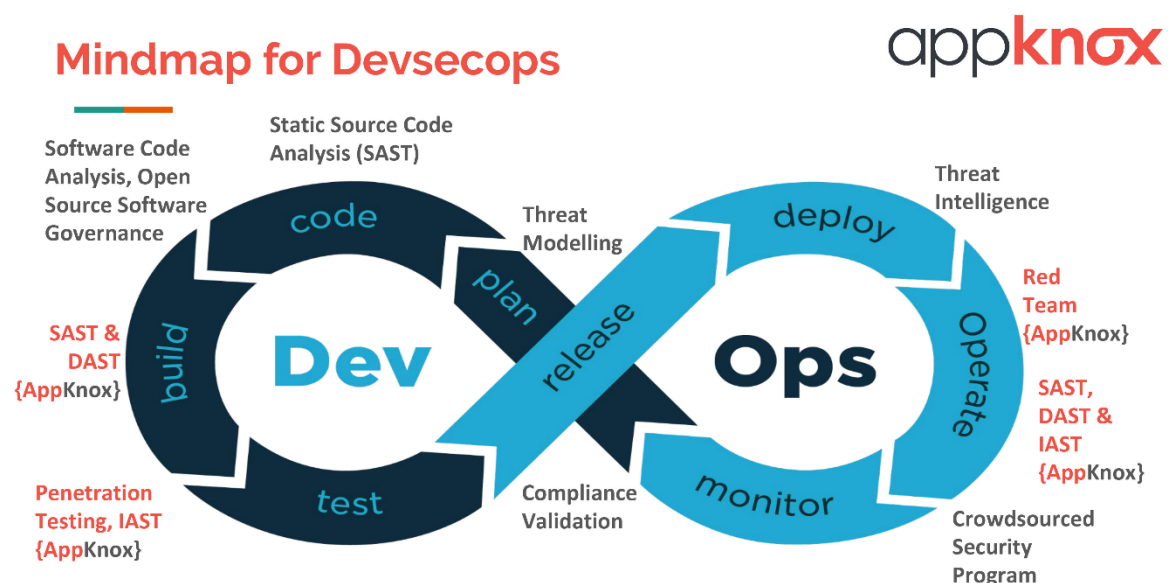 Mindmap for Devsecops
appknox
Static Source Code
Analysis (SAST)
Software Code
Analysis, Open
Source Software
Governance
Threat
Modelling
Threat
Intelligence
code
plan
release
deploy
Red
Team
{AppKnox}
SAST &
DAST
{AppKnox}
build
Dev
Ops
Operate
SAST,
DAST &
IAST
{AppKnox}
Penetration
Testing, IAST
{AppKnox}
test
Compliance
Validation
monitor
Crowdsourced
Security
Program